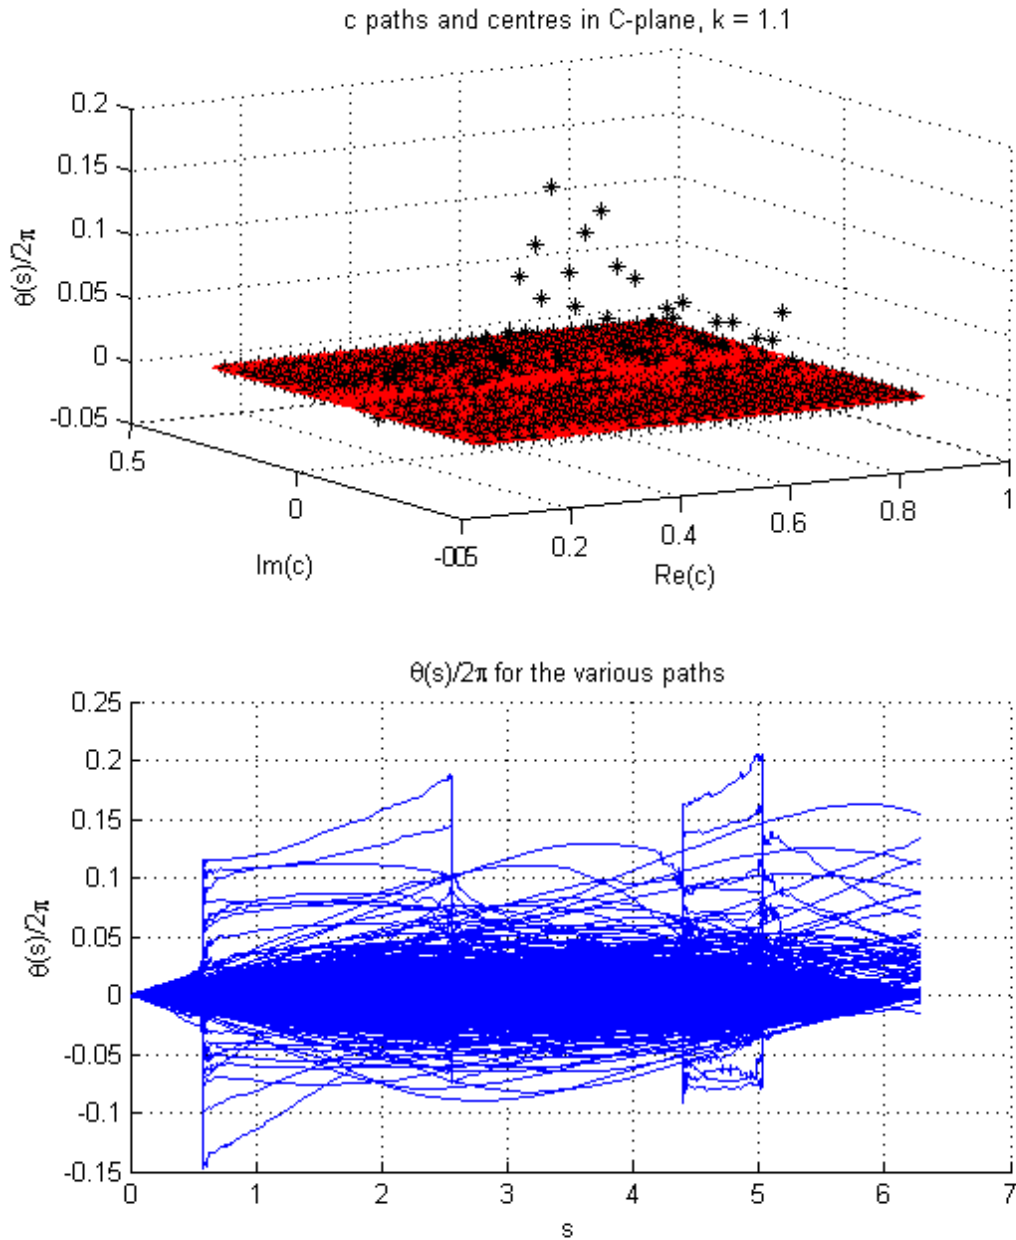 c paths and centres in C-plane, k = 1.1
0.2
0.15
0.1
0.05
0
-0.05
θ(s)/2π
0.5
0
-0.05
Im(c)
0.2
0.4
0.6
0.8
1
Re(c)
θ(s)/2π for the various paths
0.25
0.2
0.15
0.1
0.05
0
-0.05
-0.1
-0.15
θ(s)/2π
0 1 2 3 4 5 6 7
s